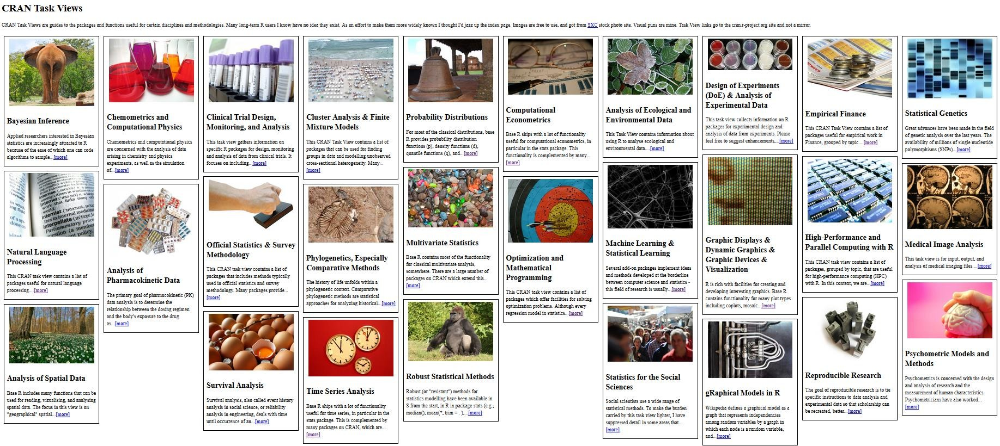 CRAN Task Views
CRAN Task Views are guides to the packages and functions useful for certain disciplines and methodologies. Many long-term R users I know have no idea they exist. As an effort to make them more widely known I thought I'd jazz up the index page. Images are free to use, and got from SXC stock photo site. Visual puns are mine. Task View links go to the cran.r-project.org site and not a mirror.
Bayesian Inference
Applied researchers interested in Bayesian
statistics are increasingly attracted to R
because of the ease of which one can code
algorithms to sample...[more]
internee
internist
internal medicine
interpellate
Parliamentary
Natural Language
Processing
This CRAN task view contains a list of
packages useful for natural language
processing....[more]
Analysis of Spatial Data
Base R includes many functions that can be
used for reading, vizualising, and analysing
spatial data. The focus in this view is on
"geographical" spatial...[more]
Chemometrics and
Computational Physics
Chemometrics and computational physics
are concerned with the analysis of data
arising in chemistry and physics
experiments, as well as the simulation
of...[more]
Analysis of
Pharmacokinetic Data
The primary goal of pharmacokinetic (PK)
data analysis is to determine the
relationship between the dosing regimen
and the body's exposure to the drug
as...[more]
Clinical Trial Design,
Monitoring, and Analysis
This task view gathers information on
specific R packages for design, monitoring
and analysis of data from clinical trials. It
focuses on including...[more]
Official Statistics & Survey
Methodology
This CRAN task view contains a list of
packages that includes methods typically
used in official statistics and survey
methodology. Many packages provide...
[more]
Survival Analysis
Survival analysis, also called event history
analysis in social science, or reliability
analysis in engineering, deals with time
until occurrence of an...[more]
Cluster Analysis & Finite
Mixture Models
This CRAN Task View contains a list of
packages that can be used for finding
groups in data and modelling unobserved
cross-sectional heterogeneity. Many...
[more]
Phylogenetics, Especially
Comparative Methods
The history of life unfolds within a
phylogenetic context. Comparative
phylogenetic methods are statistical
approaches for analyzing historical...[more]
Time Series Analysis
Base R ships with a lot of functionality
useful for time series, in particular in the
stats package. This is complemented by
many packages on CRAN, which are...
[more]
Probability Distributions
For most of the classical distributions, base
R provides probability distribution
functions (p), density functions (d),
quantile functions (q), and...[more]
Multivariate Statistics
Base R contains most of the functionality
for classical multivariate analysis,
somewhere. There are a large number of
packages on CRAN which extend this...
[more]
Robust Statistical Methods
Robust (or "resistant") methods for
statistics modelling have been available in
S from the start, in R in package stats (e.g.,
median(), mean(*, trim = . ),...[more]
Computational
Econometrics
Base R ships with a lot of functionality
useful for computational econometrics, in
particular in the stats package. This
functionality is complemented by many...
[more]
Optimization and
Mathematical
Programming
This CRAN task view contains a list of
packages which offer facilities for solving
optimization problems. Although every
regression model in statistics...[more]
Analysis of Ecological and
Environmental Data
This Task View contains information about
using R to analyse ecological and
environmental data....[more]
Machine Learning &
Statistical Learning
Several add-on packages implement ideas
and methods developed at the borderline
between computer science and statistics -
this field of research is usually...[more]
Statistics for the Social
Sciences
Social scientists use a wide range of
statistical methods. To make the burden
carried by this task view lighter, I have
suppressed detail in some areas that...
[more]
Design of Experiments
(DoE) & Analysis of
Experimental Data
This task view collects information on R
packages for experimental design and
analysis of data from experiments. Please
feel free to suggest enhancements,...[more]
Graphic Displays &
Dynamic Graphics &
Graphic Devices &
Visualization
R is rich with facilities for creating and
developing interesting graphics. Base R
contains functionality for many plot types
including coplots, mosaic...[more]
gRaphical Models in R
Wikipedia defines a graphical model as a
graph that represents independencies
among random variables by a graph in
which each node is a random variable,
and...[more]
Empirical Finance
This CRAN Task View contains a list of
packages useful for empirical work in
Finance, grouped by topic....[more]
High-Performance and
Parallel Computing with R
This CRAN task view contains a list of
packages, grouped by topic, that are useful
for high-performance computing (HPC)
with R. In this context, we are...[more]
Reproducible Research
The goal of reproducible research is to tie
specific instructions to data analysis and
experimental data so that scholarship can
be recreated, better...[more]
Statistical Genetics
Great advances have been made in the field
of genetic analysis over the last years. The
availability of millions of single nucleotide
polymorphisms (SNPs)...[more]
Medical Image Analysis
This task view is for input, output, and
analysis of medical imaging files....[more]
Psychometric Models and
Methods
Psychometrics is concerned with the design
and analysis of research and the
measurement of human characteristics.
Psychometricians have also worked...
[more]